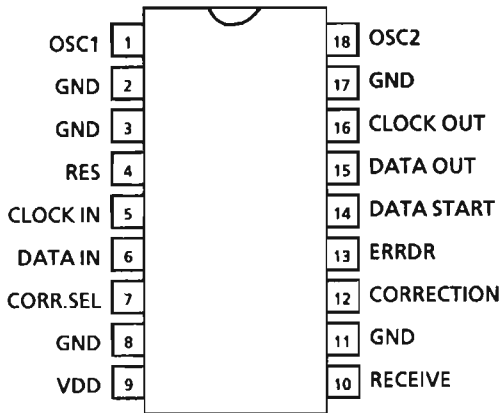 OSC1 1 18 OSC2
GND 2 17 GND
GND 3 16 CLOCK OUT
RES 4 15 DATA OUT
CLOCK IN 5 14 DATA START
DATA IN 6 13 ERRDR
CORR.SEL 7 12 CORRECTION
GND 8 11 GND
VDD 9 10 RECEIVE